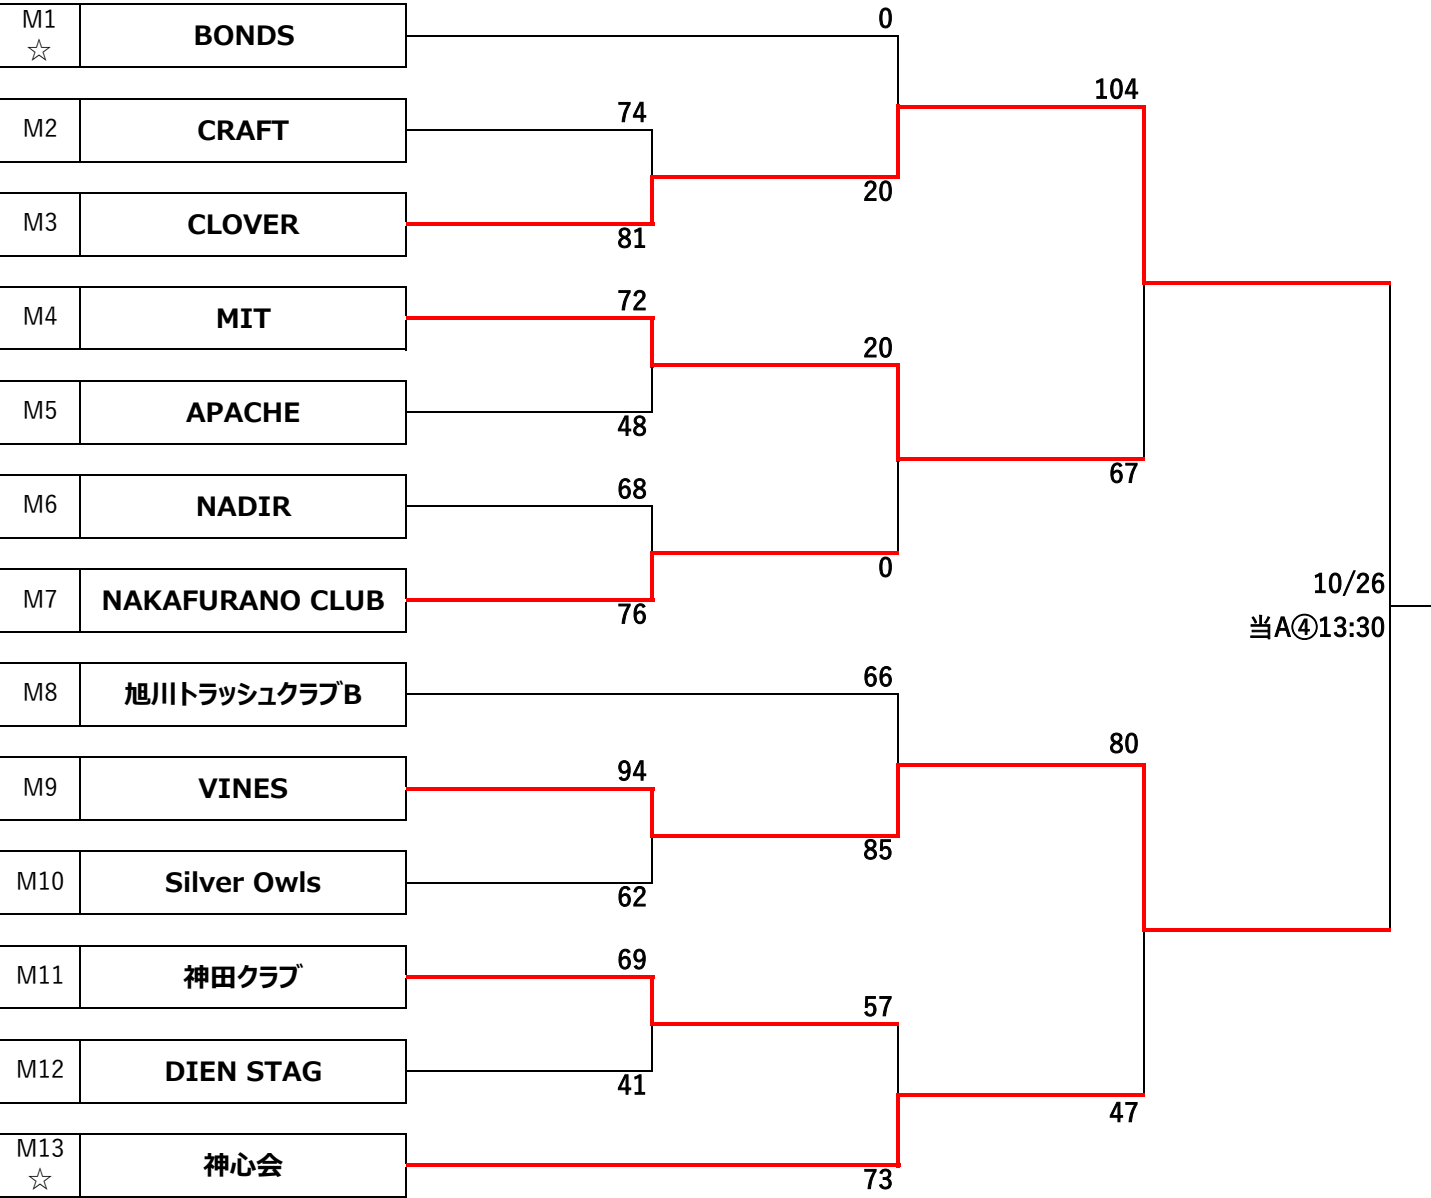 M1 BONDS 0
☆
104
M2 CRAFT 74
20
M3 CLOVER 81
M4 MIT 72
20
M5 APACHE 48
67
M6 NADIR 68
0
10/26
M7 NAKAFURANO CLUB 76
当A④13:30
M8 旭川トラッシュクラブB 66
80
M9 VINES 94
85
M10 Silver Owls 62
M11 神田クラブ 69
57
M12 DIEN STAG 41
47
M13 神心会 73
☆